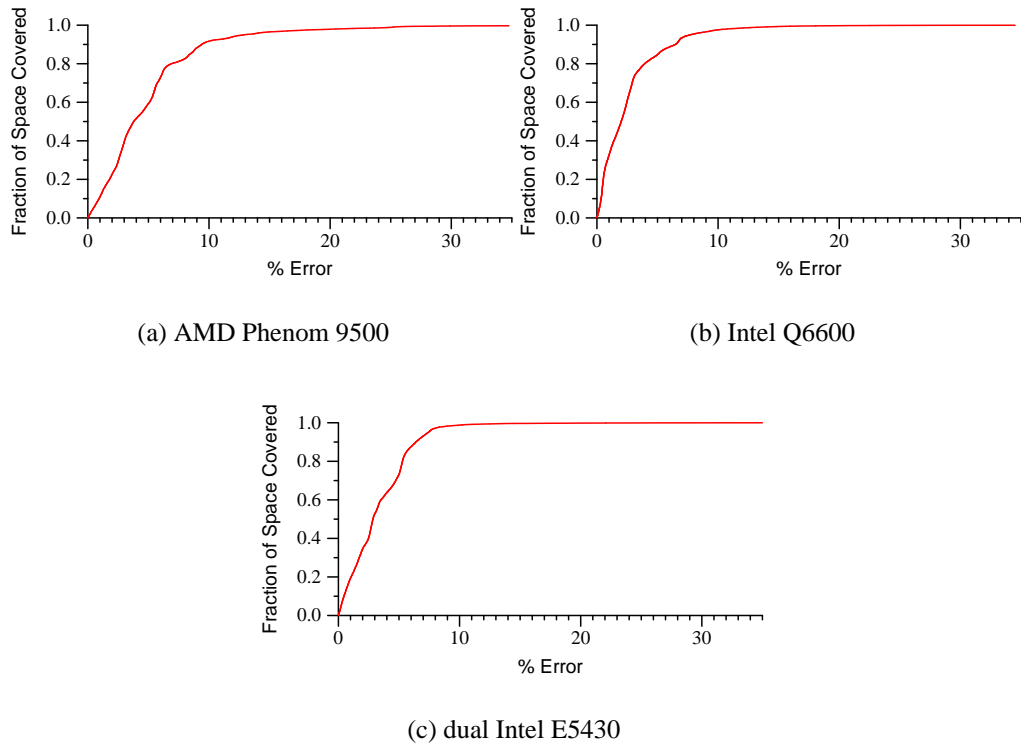 Fraction of Space Covered
1.0
0.8
0.6
0.4
0.2
0.0
0 10 20 30
% Error
(a) AMD Phenom 9500
Fraction of Space Covered
1.0
0.8
0.6
0.4
0.2
0.0
0 10 20 30
% Error
(b) Intel Q6600
Fraction of Space Covered
1.0
0.8
0.6
0.4
0.2
0.0
0 10 20 30
% Error
(c) dual Intel E5430